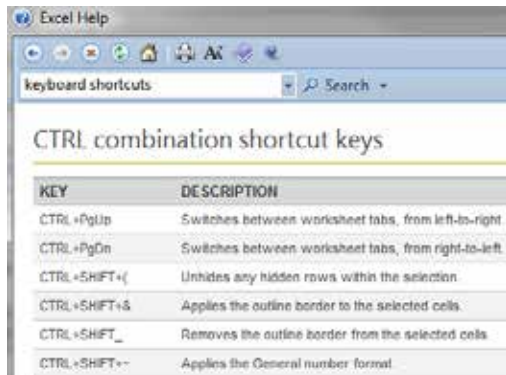 Excel Help
keyboard shortcuts Search
CTRL combination shortcut keys
KEY DESCRIPTION
CTRL+PgUp Switches between worksheet tabs, from left-to-right.
CTRL+PgDn Switches between worksheet tabs, from right-to-left.
CTRL+SHIFT+( Unhides any hidden rows within the selection.
CTRL+SHIFT+& Applies the outline border to the selected cells.
CTRL+SHIFT_ Removes the outline border from the selected cells.
CTRL+SHIFT+~ Applies the General number format.